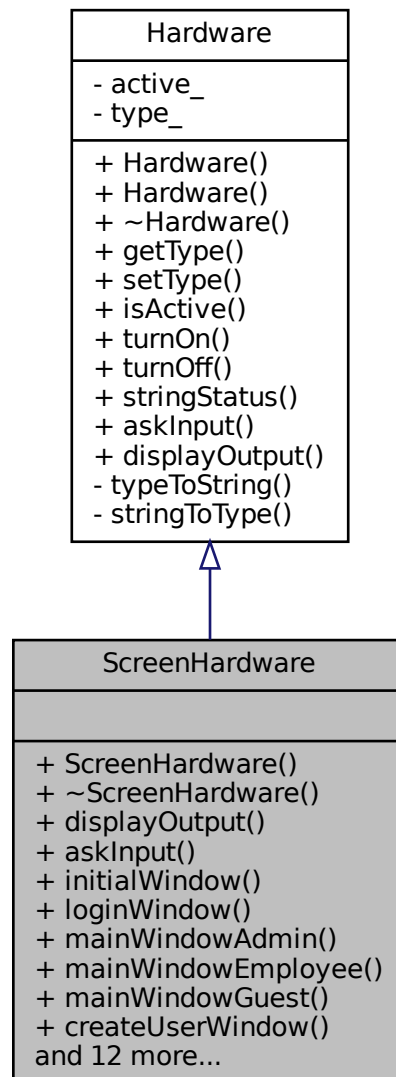 Hardware
- active_
- type_
+ Hardware()
+ Hardware()
+ ~Hardware()
+ getType()
+ setType()
+ isActive()
+ turnOn()
+ turnOff()
+ stringStatus()
+ askInput()
+ displayOutput()
- typeToString()
- stringToType()
ScreenHardware
+ ScreenHardware()
+ ~ScreenHardware()
+ displayOutput()
+ askInput()
+ initialWindow()
+ loginWindow()
+ mainWindowAdmin()
+ mainWindowEmployee()
+ mainWindowGuest()
+ createUserWindow()
and 12 more...